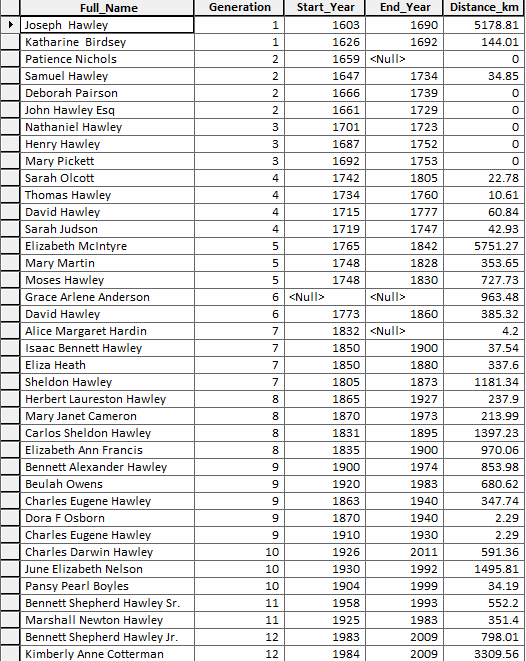 Full_Name Generation Start_Year End_Year Distance_km
Joseph Hawley 1 1603 1690 5178.81
Katharine Birdsey 1 1626 1692 144.01
Patience Nichols 2 1659 <Null> 0
Samuel Hawley 2 1647 1734 34.85
Deborah Pairson 2 1666 1739 0
John Hawley Esq 2 1661 1729 0
Nathaniel Hawley 3 1701 1723 0
Henry Hawley 3 1687 1752 0
Mary Pickett 3 1692 1753 0
Sarah Olcott 4 1742 1805 22.78
Thomas Hawley 4 1734 1760 10.61
David Hawley 4 1715 1777 60.84
Sarah Judson 4 1719 1747 42.93
Elizabeth McIntyre 5 1765 1842 5751.27
Mary Martin 5 1748 1828 353.65
Moses Hawley 5 1748 1830 727.73
Grace Arlene Anderson 6 <Null> <Null> 963.48
David Hawley 6 1773 1860 385.32
Alice Margaret Hardin 7 1832 <Null> 4.2
Isaac Bennett Hawley 7 1850 1900 37.54
Eliza Heath 7 1850 1880 337.6
Sheldon Hawley 7 1805 1873 1181.34
Herbert Laureston Hawley 8 1865 1927 237.9
Mary Janet Cameron 8 1870 1973 213.99
Carlos Sheldon Hawley 8 1831 1895 1397.23
Elizabeth Ann Francis 8 1835 1900 970.06
Bennett Alexander Hawley 9 1900 1974 853.98
Beulah Owens 9 1920 1983 680.62
Charles Eugene Hawley 9 1863 1940 347.74
Dora F Osborn 9 1870 1940 2.29
Charles Eugene Hawley 9 1910 1930 2.29
Charles Darwin Hawley 10 1926 2011 591.36
June Elizabeth Nelson 10 1930 1992 1495.81
Pansy Pearl Boyles 10 1904 1999 34.19
Bennett Shepherd Hawley Sr. 11 1958 1993 552.2
Marshall Newton Hawley 11 1925 1983 351.4
Bennett Shepherd Hawley Jr. 12 1983 2009 798.01
Kimberly Anne Cotterman 12 1984 2009 3309.56